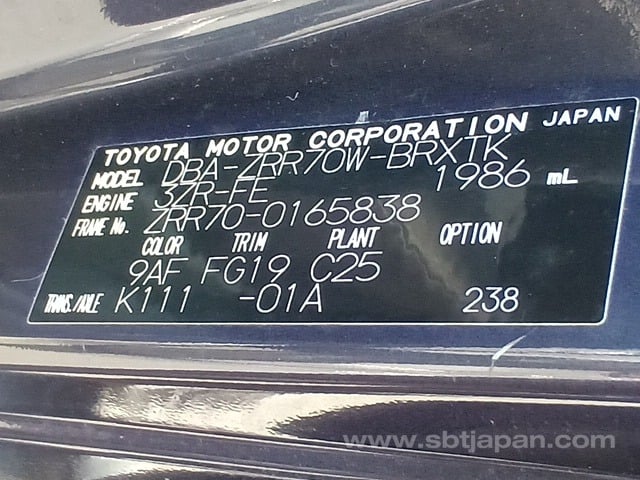 TOYOTA MOTOR CORPORATION JAPAN
MODEL DBA-ZRR70W-BRXTK
ENGINE 3ZR-FE 1986 mL
FRAME No. ZRR70-0165838
COLOR TRIM PLANT OPTION
9AF FG19 C25
TRANS./AXLE K111 -01A 238
www.sbtjapan.com